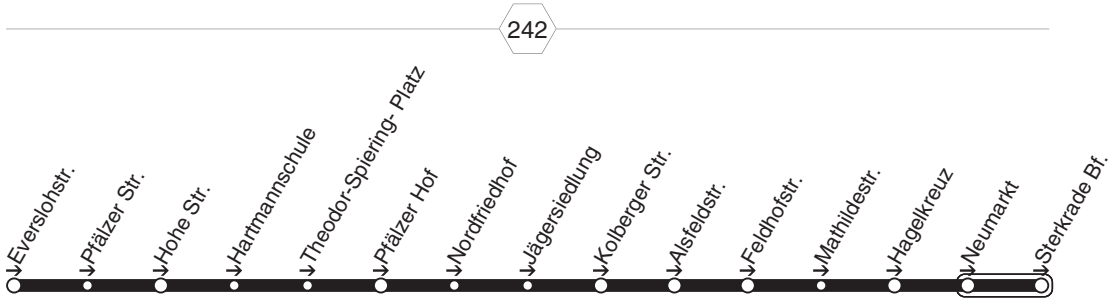 242
Everslohstr.
Pfälzer Str.
Hohe Str.
Hartmannschule
Theodor-Spiering- Platz
Pfälzer Hof
Nordfriedhof
Jägersiedlung
Kolberger Str.
Alsfeldstr.
Feldhofstr.
Mathildestr.
Hagelkreuz
Neumarkt
Sterkrade Bf.